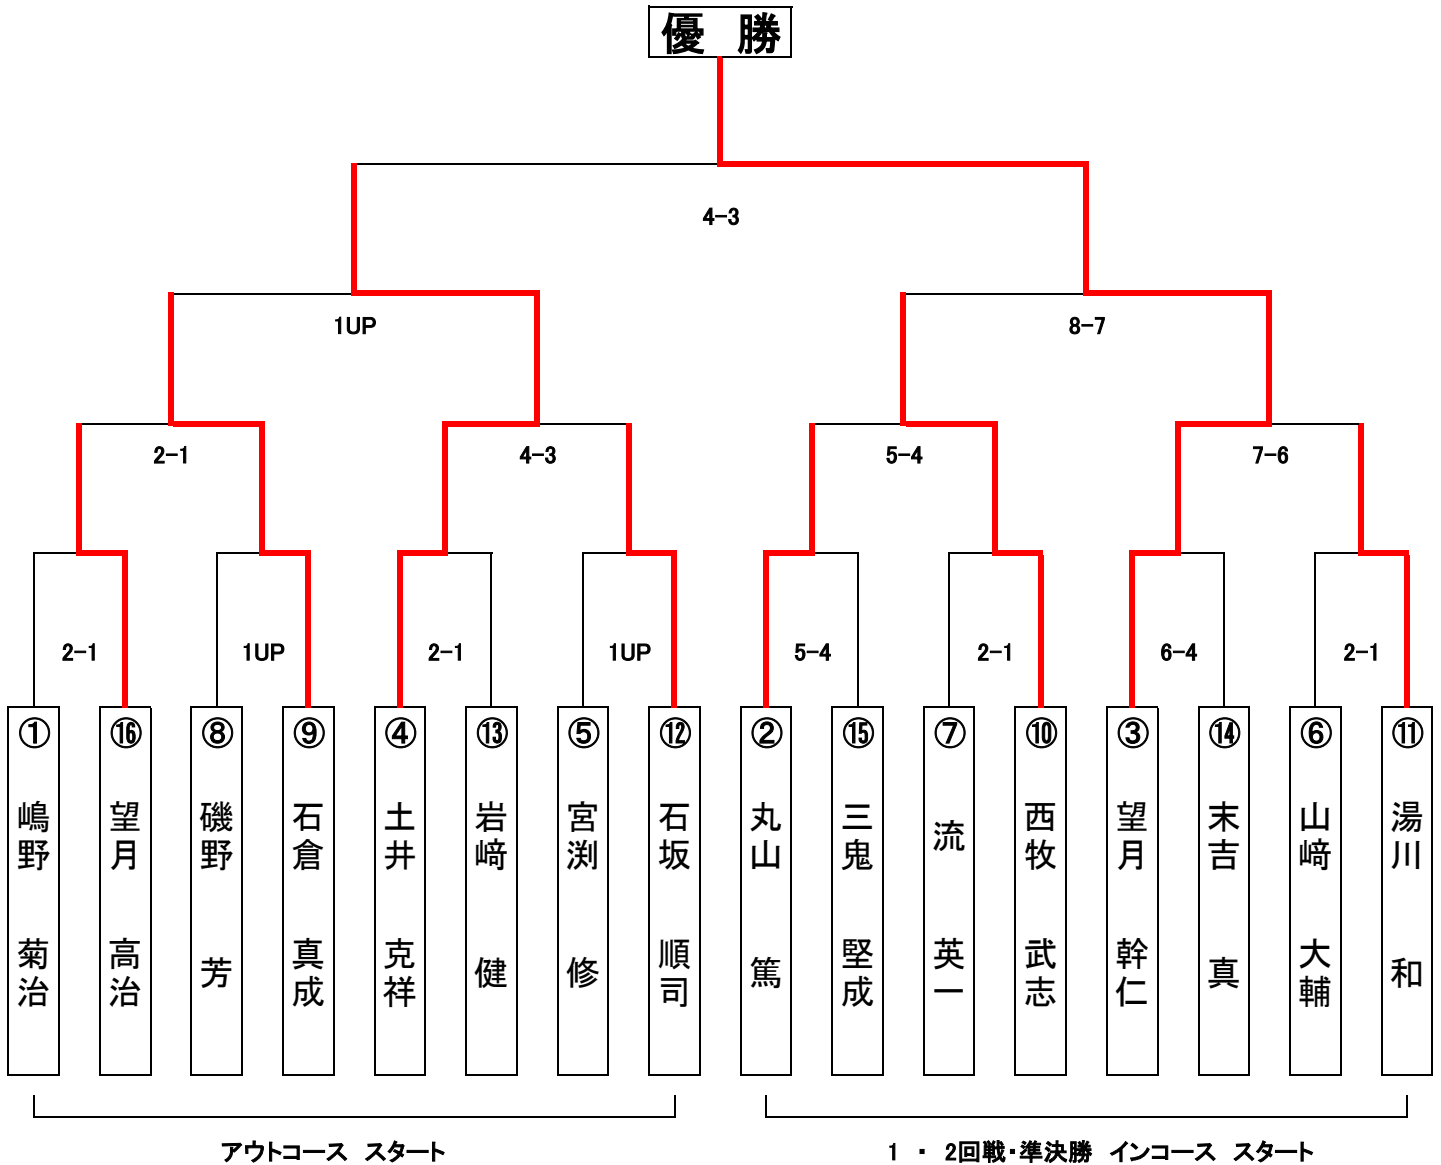 優　勝
4-3
1UP
8-7
2-1
4-3
5-4
7-6
2-1
1UP
2-1
1UP
5-4
2-1
6-4
2-1
① 嶋野 菊治
⑯ 望月 高治
⑧ 磯野 芳
⑨ 石倉 真成
④ 土井 克祥
⑬ 岩﨑 健
⑤ 宮渕 修
⑫ 石坂 順司
② 丸山 篤
⑮ 三鬼 堅成
⑦ 流 英一
⑩ 西牧 武志
③ 望月 幹仁
⑭ 末吉 真
⑥ 山﨑 大輔
⑪ 湯川 和
アウトコース　スタート
1　・　2回戦・準決勝　インコース　スタート